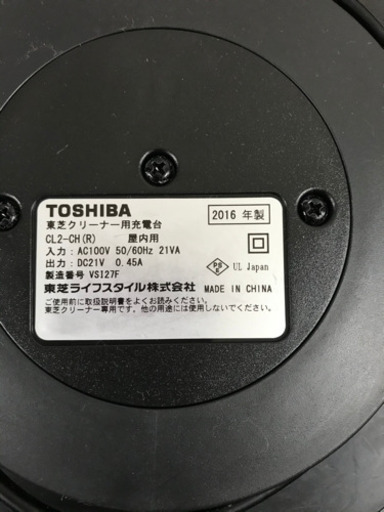 TOSHIBA
2016 年製
東芝クリーナー用充電台
CL2-CH(R) 屋内用
入力：AC100V 50/60Hz 21VA
出力：DC21V 0.45A
製造番号 VS127F
PS E UL Japan
東芝ライフスタイル株式会社 MADE IN CHINA
ご使用前に取扱説明書をよくお読みください。
東芝クリーナー専用です。他の用途には使用しないでください。